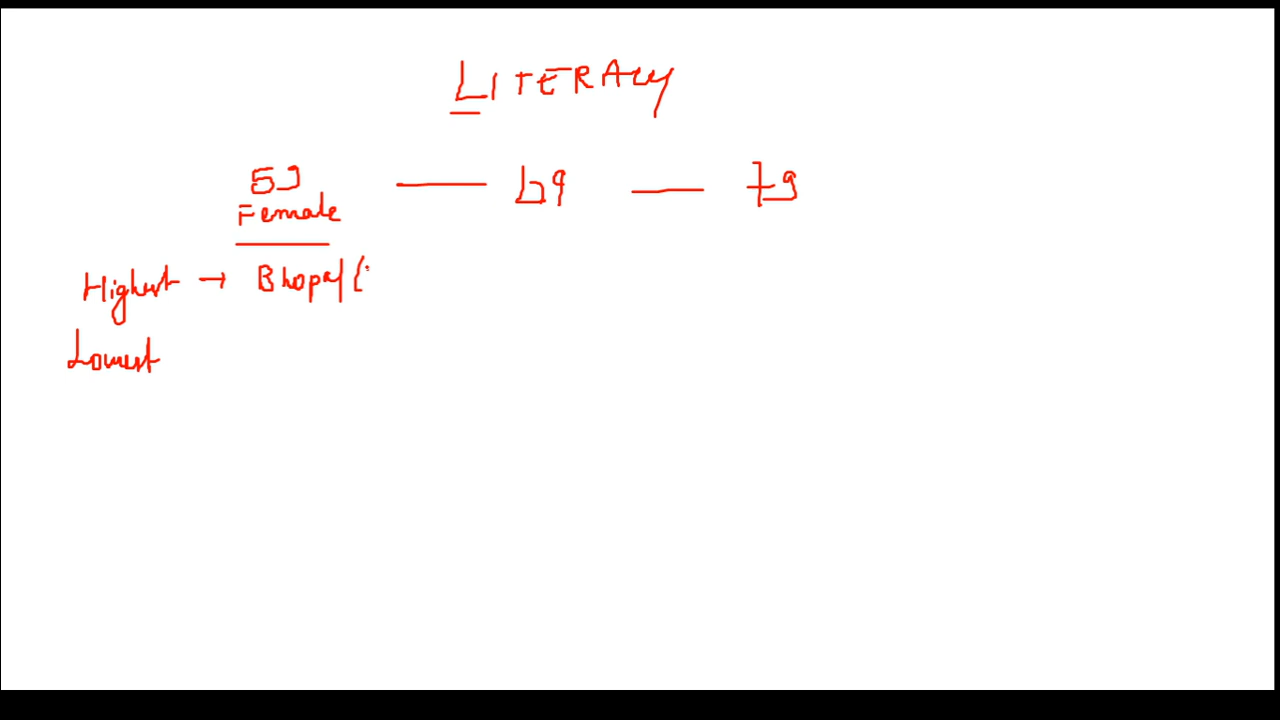 LITERACY
59 — 69 — 79
Female
Highest → Bhopal (
Lowest